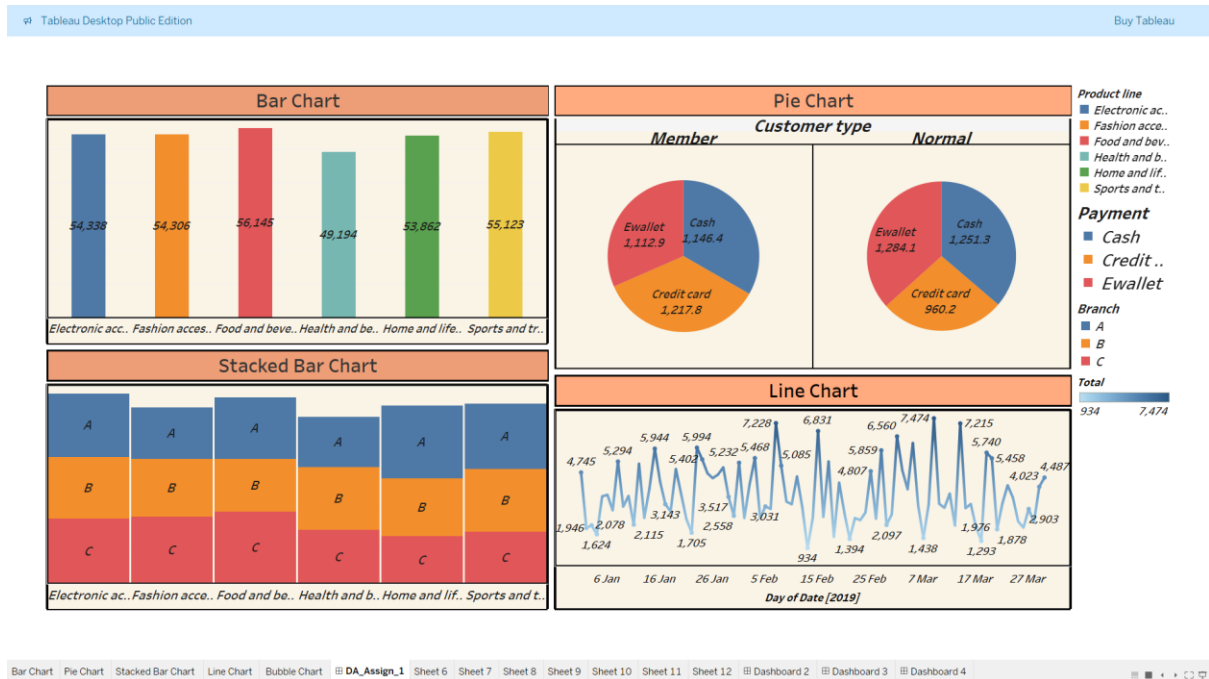 Tableau Desktop Public Edition Buy Tableau
Bar Chart
54,338 54,306 56,145 49,194 53,862 55,123
Electronic acc.. Fashion acces.. Food and beve.. Health and be.. Home and life.. Sports and tr..
Stacked Bar Chart
A A A A A A
B B B B B B
C C C C C C
Electronic ac.. Fashion acce.. Food and be.. Health and b.. Home and lif.. Sports and t..
Pie Chart
Customer type
Member Normal
Ewallet
1,112.9
Cash
1,146.4
Credit card
1,217.8
Ewallet
1,284.1
Cash
1,251.3
Credit card
960.2
Line Chart
4,745 5,294 5,944 5,402 5,994 5,232 5,468 7,228 5,085 6,831 4,807 5,859 6,560 7,474 7,215 5,740 5,458 4,023 4,487
1,946 1,624 2,078 2,115 3,143 1,705 3,517 2,558 3,031 934 1,394 2,097 1,438 1,976 1,293 1,878 2,903
6 Jan 16 Jan 26 Jan 5 Feb 15 Feb 25 Feb 7 Mar 17 Mar 27 Mar
Day of Date [2019]
Product line
Electronic ac..
Fashion acce..
Food and bev..
Health and b..
Home and lif..
Sports and t..
Payment
Cash
Credit ..
Ewallet
Branch
A
B
C
Total
934 7,474
Bar Chart Pie Chart Stacked Bar Chart Line Chart Bubble Chart DA_Assign_1 Sheet 6 Sheet 7 Sheet 8 Sheet 9 Sheet 10 Sheet 11 Sheet 12 Dashboard 2 Dashboard 3 Dashboard 4